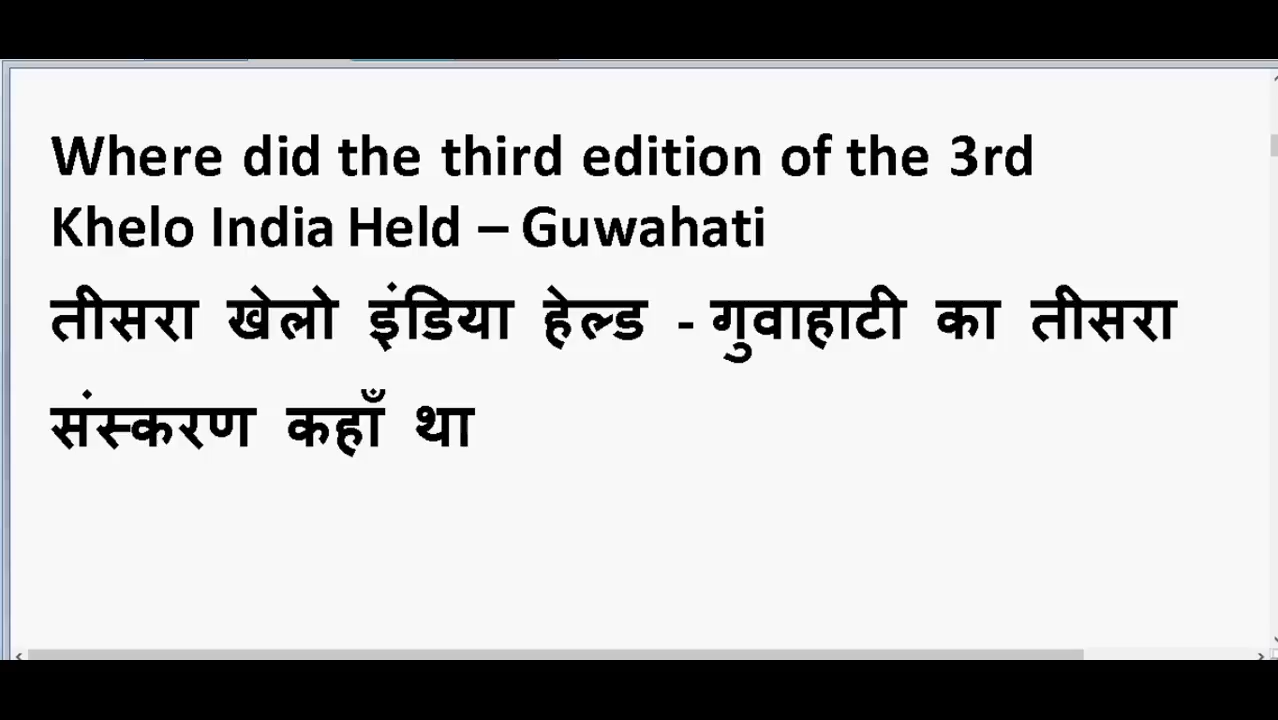 Where did the third edition of the 3rd
Khelo India Held – Guwahati
तीसरा खेलो इंडिया हेल्ड - गुवाहाटी का तीसरा
संस्करण कहाँ था